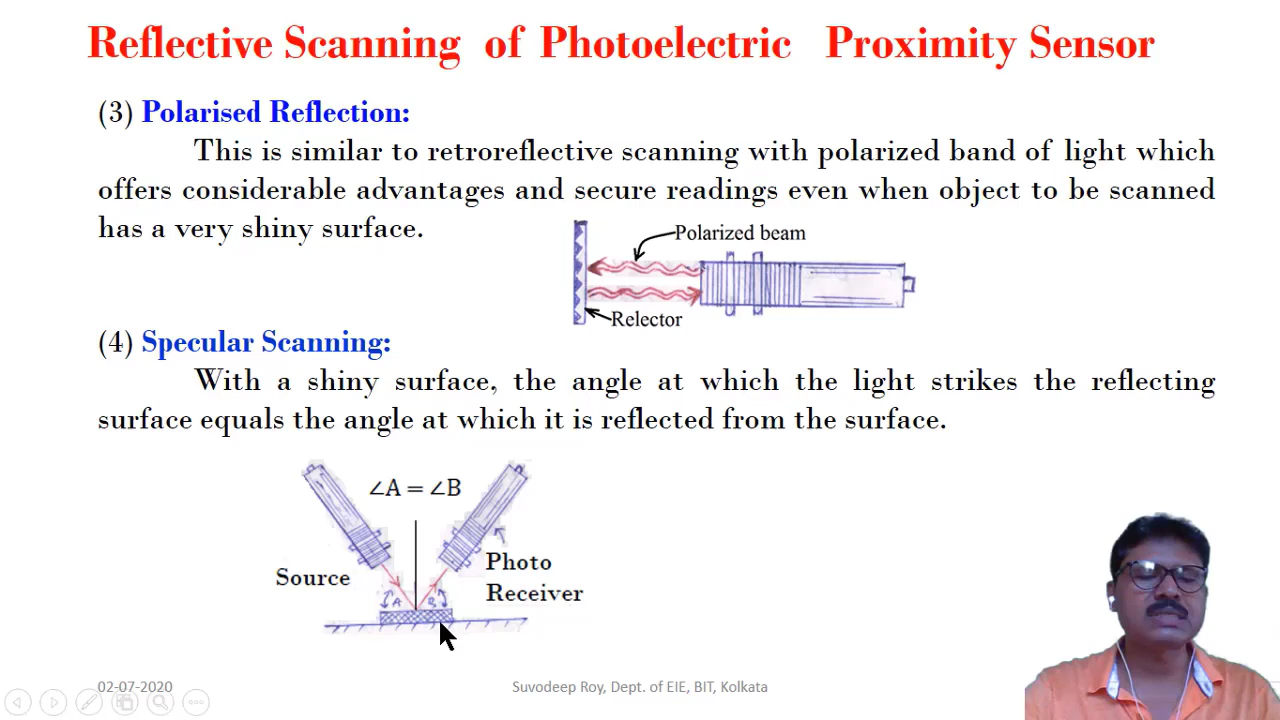 Reflective Scanning of Photoelectric Proximity Sensor
(3) Polarised Reflection:
This is similar to retroreflective scanning with polarized band of light which
offers considerable advantages and secure readings even when object to be scanned
has a very shiny surface.
Polarized beam
Relector
(4) Specular Scanning:
With a shiny surface, the angle at which the light strikes the reflecting
surface equals the angle at which it is reflected from the surface.
∠A = ∠B
Photo
Receiver
Source
A B
02-07-2020
Suvodeep Roy, Dept. of EIE, BIT, Kolkata